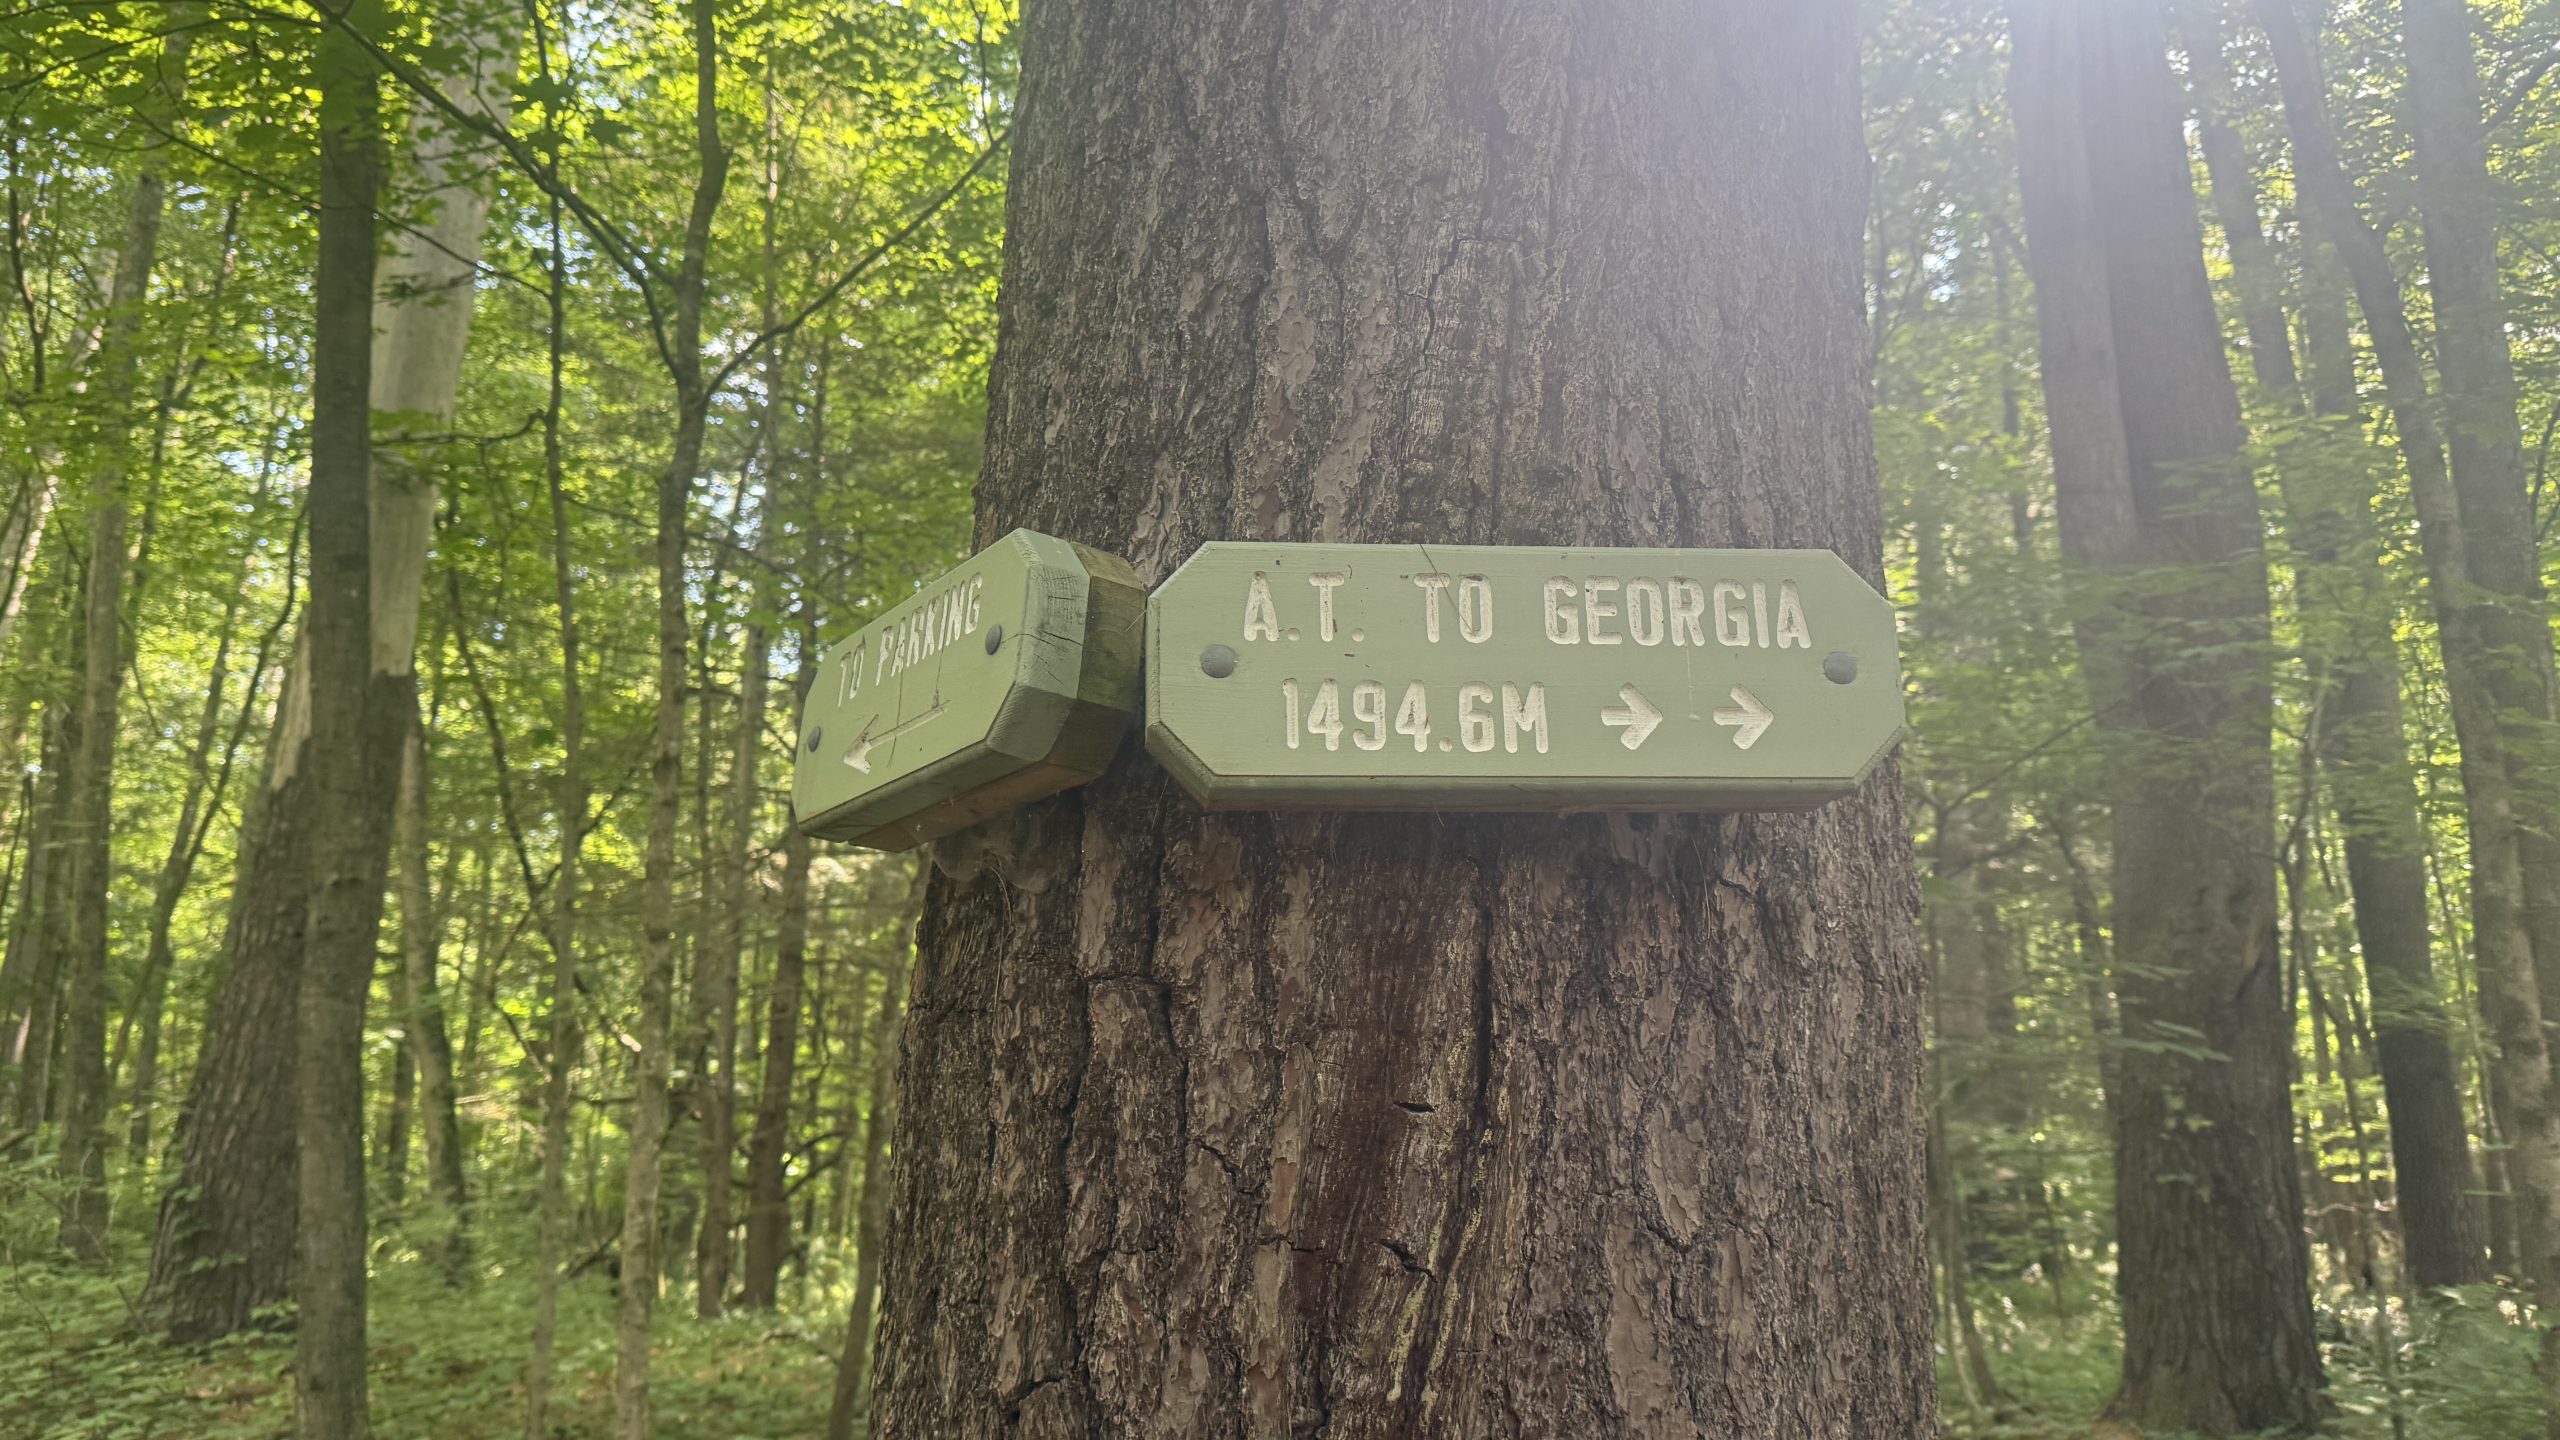 TO PARKING
←
A.T. TO GEORGIA
1494.6M → →